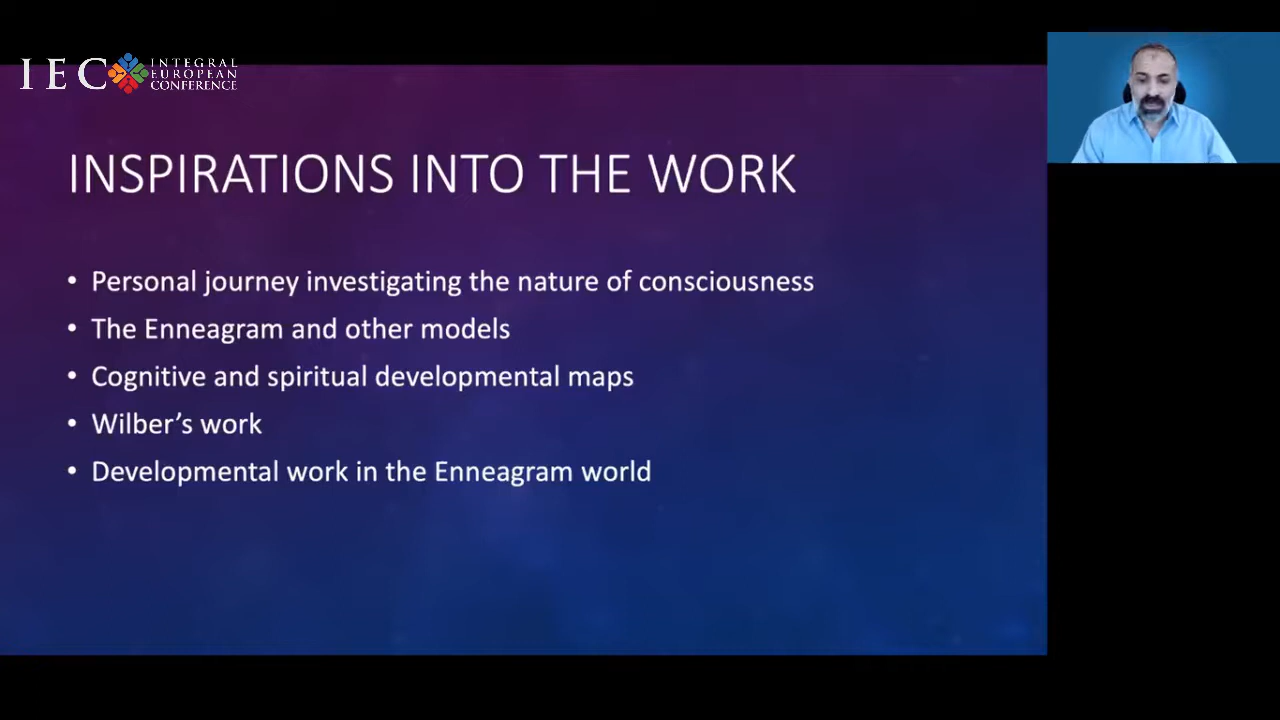 IEC INTEGRAL
EUROPEAN
CONFERENCE
INSPIRATIONS INTO THE WORK
• Personal journey investigating the nature of consciousness
• The Enneagram and other models
• Cognitive and spiritual developmental maps
• Wilber’s work
• Developmental work in the Enneagram world